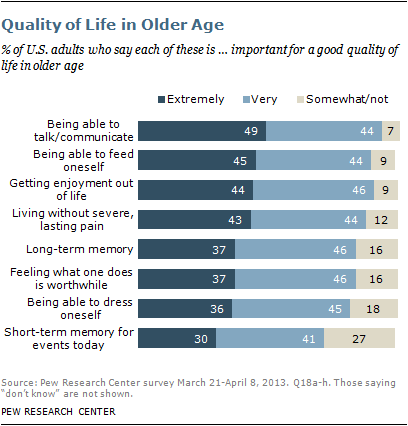 Quality of Life in Older Age
% of U.S. adults who say each of these is ... important for a good quality of
life in older age
Extremely Very Somewhat/not
Being able to
talk/communicate 49 44 7
Being able to feed
oneself 45 44 9
Getting enjoyment out
of life 44 46 9
Living without severe,
lasting pain 43 44 12
Long-term memory 37 46 16
Feeling what one does
is worthwhile 37 46 16
Being able to dress
oneself 36 45 18
Short-term memory for
events today 30 41 27
Source: Pew Research Center survey March 21-April 8, 2013. Q18a-h. Those saying
“don’t know” are not shown.
PEW RESEARCH CENTER